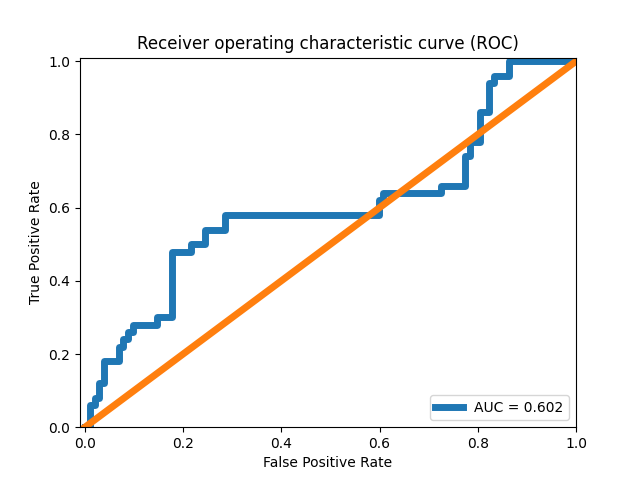 Receiver operating characteristic curve (ROC)
1.0
0.8
0.6
0.4
0.2
0.0
True Positive Rate
AUC = 0.602
0.0 0.2 0.4 0.6 0.8 1.0
False Positive Rate